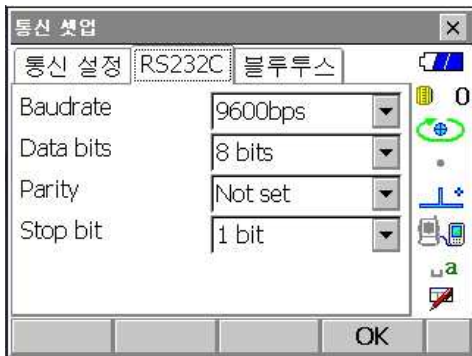 통신 셋업
통신 설정 RS232C 블루투스
Baudrate 9600bps
Data bits 8 bits
Parity Not set
Stop bit 1 bit
0
a
OK